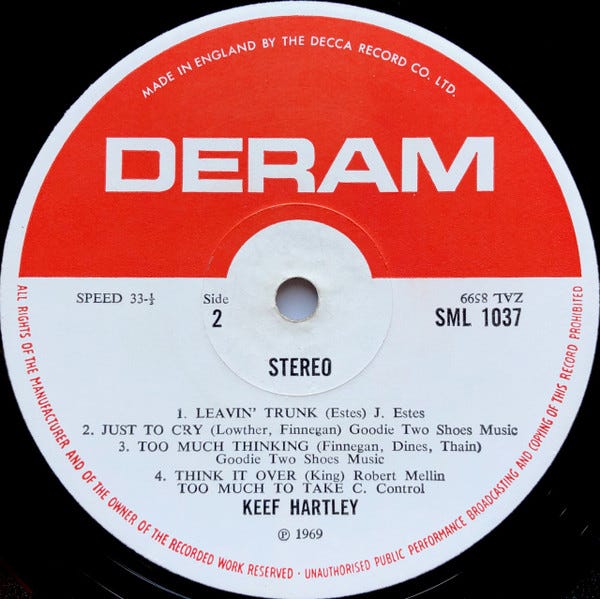 MADE IN ENGLAND BY THE DECCA RECORD CO. LTD.
DERAM
SPEED 33-⅓
Side
2
ZAL 8599
SML 1037
STEREO
1. LEAVIN' TRUNK (Estes) J. Estes
2. JUST TO CRY (Lowther, Finnegan) Goodie Two Shoes Music
3. TOO MUCH THINKING (Finnegan, Dines, Thain)
Goodie Two Shoes Music
4. THINK IT OVER (King) Robert Mellin
TOO MUCH TO TAKE C. Control
KEEF HARTLEY
℗ 1969
ALL RIGHTS OF THE MANUFACTURER AND OF THE OWNER OF THE RECORDED WORK RESERVED · UNAUTHORISED PUBLIC PERFORMANCE BROADCASTING AND COPYING OF THIS RECORD PROHIBITED